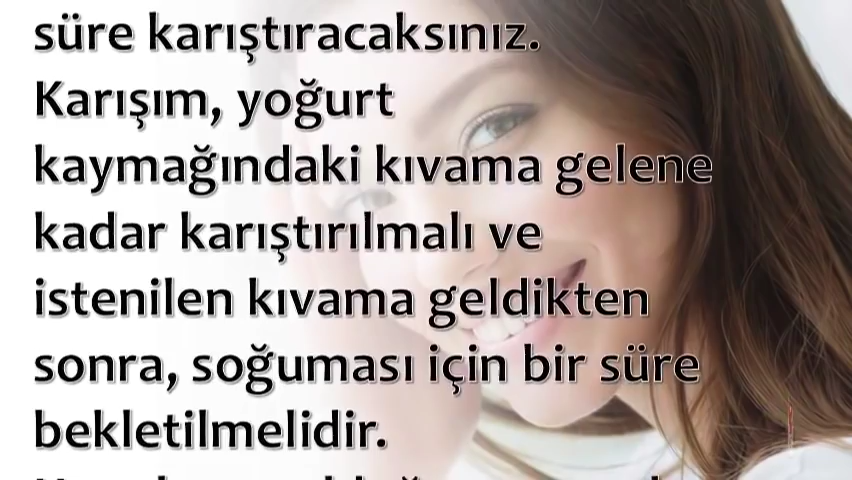 süre karıştıracaksınız.
Karışım, yoğurt
kaymağındaki kıvama gelene
kadar karıştırılmalı ve
istenilen kıvama geldikten
sonra, soğuması için bir süre
bekletilmelidir.